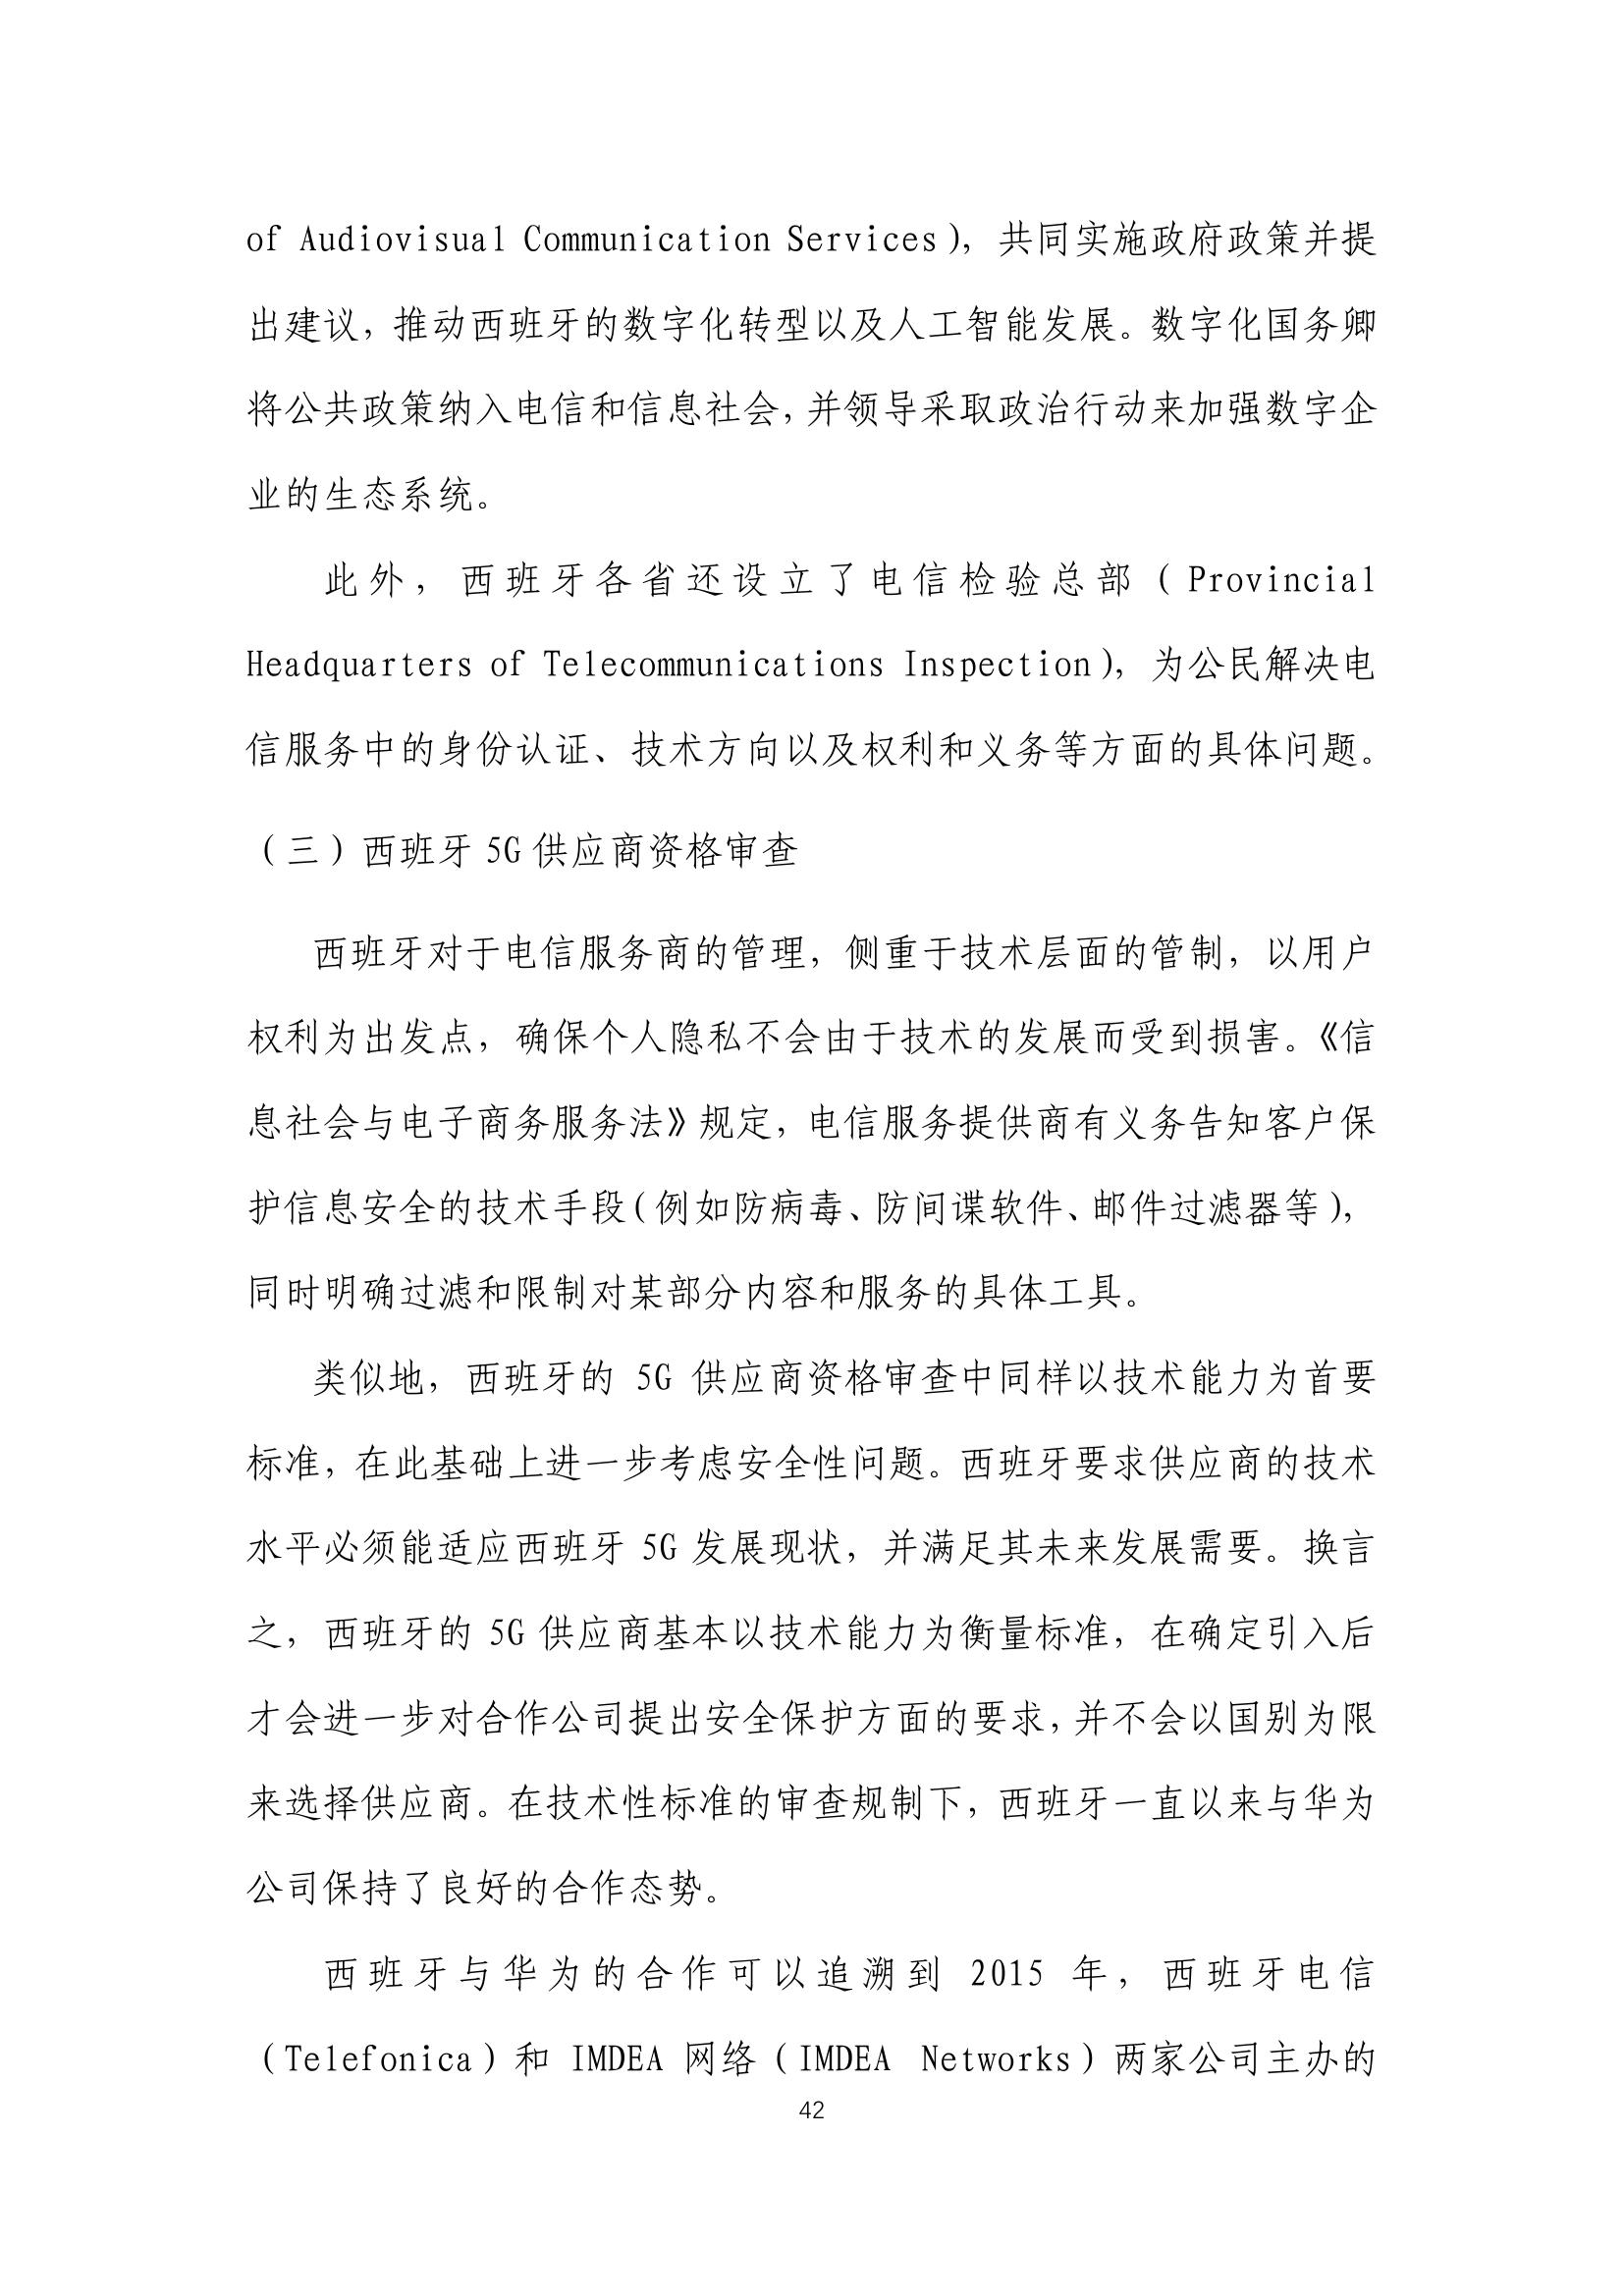 of Audiovisual Communication Services），共同实施政府政策并提
出建议，推动西班牙的数字化转型以及人工智能发展。数字化国务卿
将公共政策纳入电信和信息社会，并领导采取政治行动来加强数字企
业的生态系统。
此外，西班牙各省还设立了电信检验总部（Provincial
Headquarters of Telecommunications Inspection），为公民解决电
信服务中的身份认证、技术方向以及权利和义务等方面的具体问题。
（三）西班牙 5G 供应商资格审查
西班牙对于电信服务商的管理，侧重于技术层面的管制，以用户
权利为出发点，确保个人隐私不会由于技术的发展而受到损害。《信
息社会与电子商务服务法》规定，电信服务提供商有义务告知客户保
护信息安全的技术手段（例如防病毒、防间谍软件、邮件过滤器等），
同时明确过滤和限制对某部分内容和服务的具体工具。
类似地，西班牙的 5G 供应商资格审查中同样以技术能力为首要
标准，在此基础上进一步考虑安全性问题。西班牙要求供应商的技术
水平必须能适应西班牙 5G 发展现状，并满足其未来发展需要。换言
之，西班牙的 5G 供应商基本以技术能力为衡量标准，在确定引入后
才会进一步对合作公司提出安全保护方面的要求，并不会以国别为限
来选择供应商。在技术性标准的审查规制下，西班牙一直以来与华为
公司保持了良好的合作态势。
西班牙与华为的合作可以追溯到 2015 年，西班牙电信
（Telefonica）和 IMDEA 网络（IMDEA Networks）两家公司主办的
42